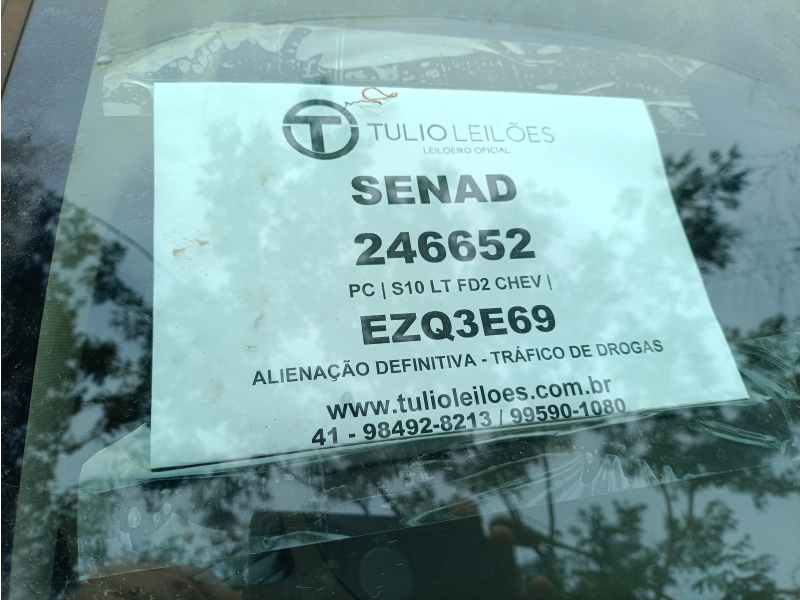 T TULIO LEILÕES
LEILOEIRO OFICIAL
SENAD
246652
PC | S10 LT FD2 CHEV |
EZQ3E69
ALIENAÇÃO DEFINITIVA - TRÁFICO DE DROGAS
www.tulioleiloes.com.br
41 - 98492-8213 / 99590-1080